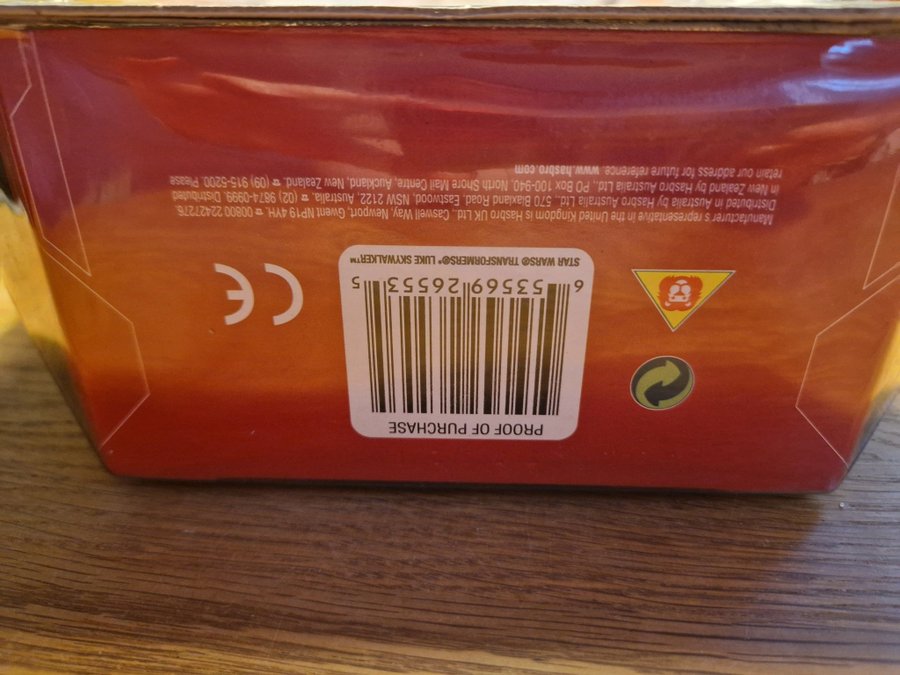 PROOF OF PURCHASE
6 53569 26553 5
STAR WARS® TRANSFORMERS® LUKE SKYWALKER™
CE
Manufacturer's representative in the United Kingdom is Hasbro UK Ltd., Caswell Way, Newport, Gwent NP19 4YH. ☎ 00800 22427276.
Distributed in Australia by Hasbro Australia Ltd., 570 Blaxland Road, Eastwood, NSW 2122, Australia. ☎ (02) 9874-0999. Distributed
in New Zealand by Hasbro Australia Ltd., PO Box 100-940, North Shore Mail Centre, Auckland, New Zealand. ☎ (09) 915-5200. Please
retain our address for future reference. www.hasbro.com